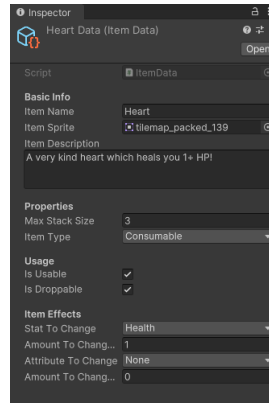 Inspector
Heart Data (Item Data)
Open
Script ItemData
Basic Info
Item Name Heart
Item Sprite tilemap_packed_139
Item Description
A very kind heart which heals you 1+ HP!
Properties
Max Stack Size 3
Item Type Consumable
Usage
Is Usable
Is Droppable
Item Effects
Stat To Change Health
Amount To Chang... 1
Attribute To Change None
Amount To Chang... 0